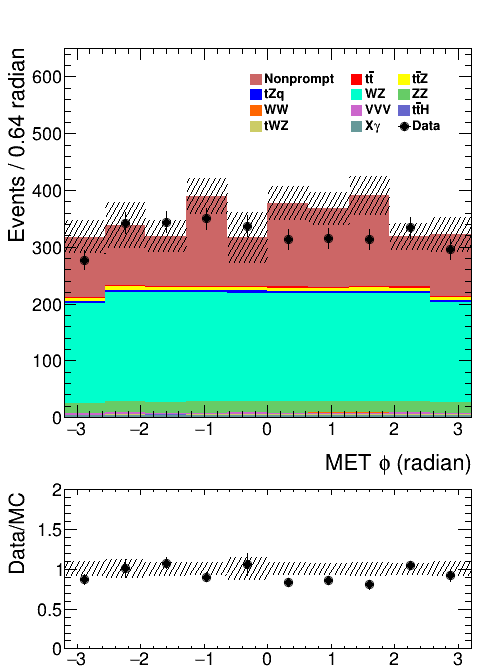 Events / 0.64 radian
600
500
400
300
200
100
0
Nonprompt tt̄ tt̄Z
tZq WZ ZZ
WW VVV tt̄H
tWZ Xγ Data
−3 −2 −1 0 1 2 3
MET ϕ (radian)
Data/MC
2
1.5
1
0.5
0
−3 −2 −1 0 1 2 3